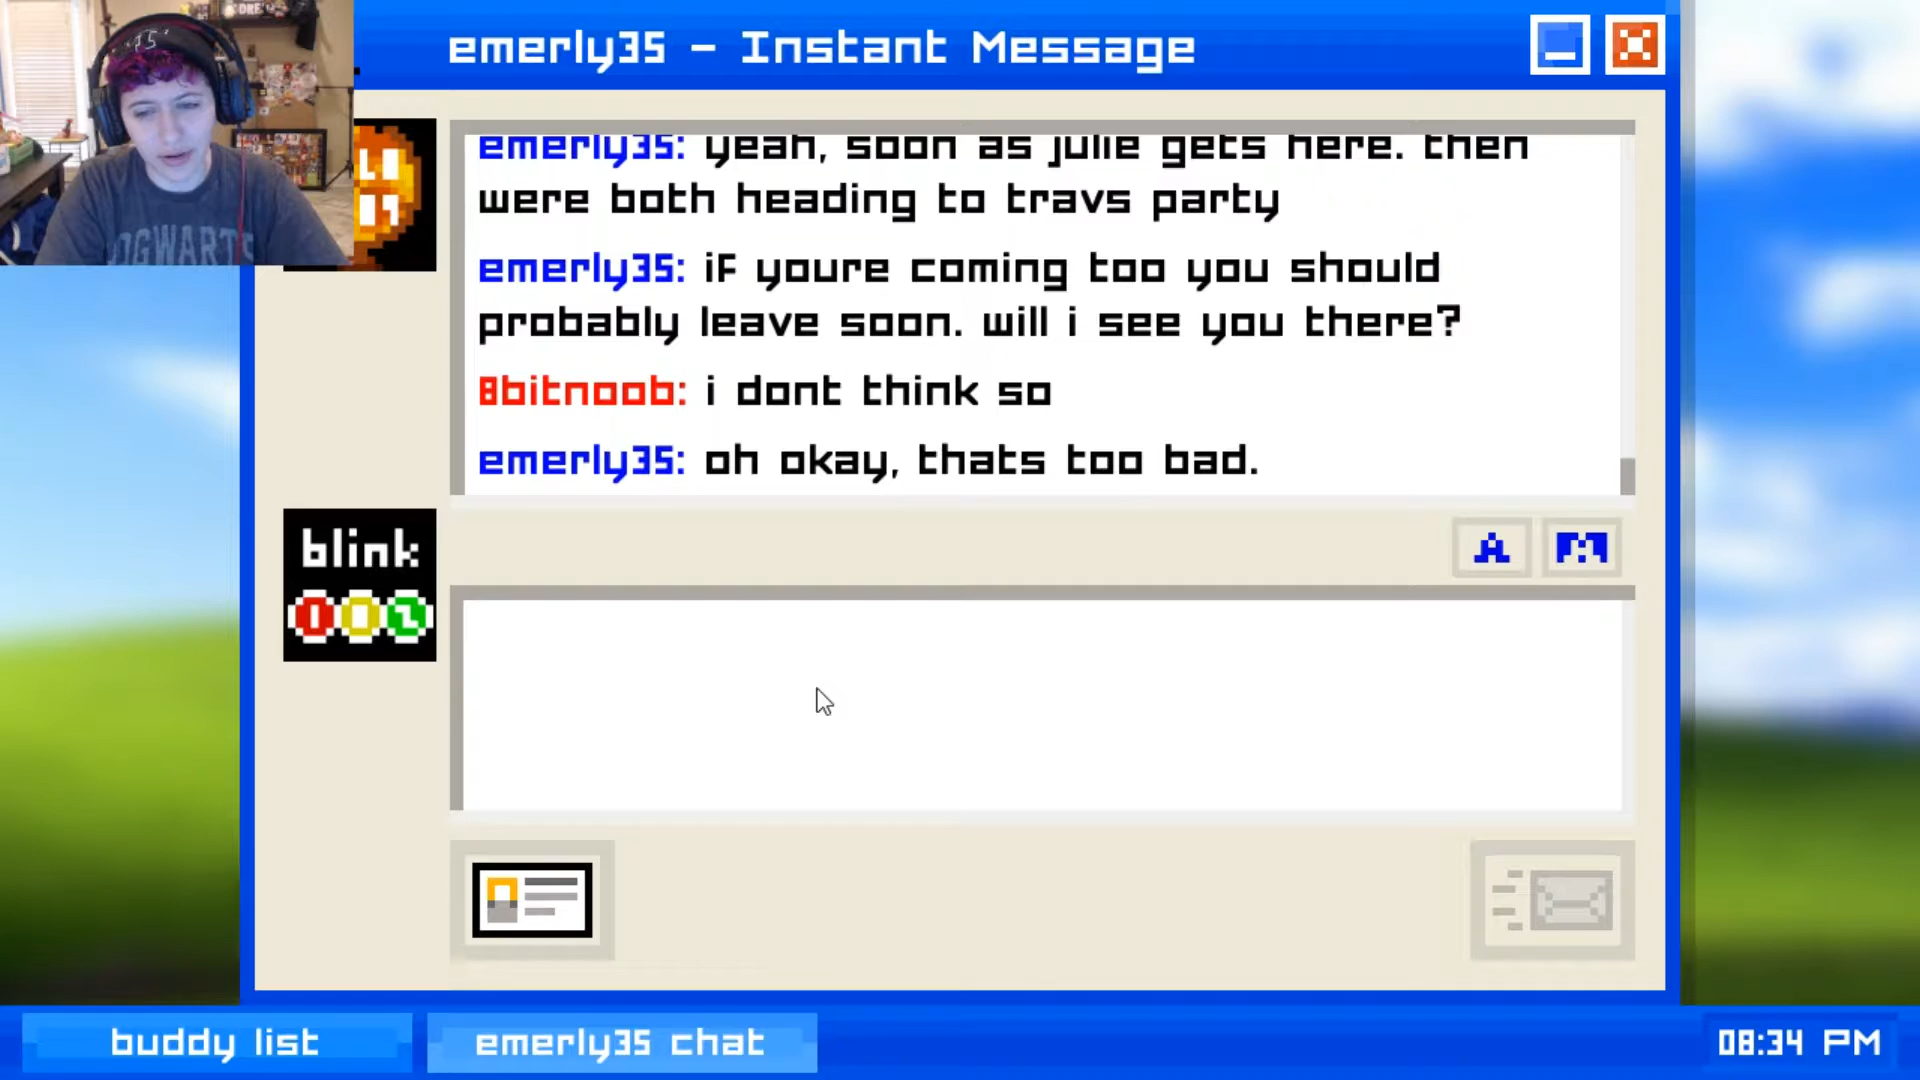 emerly35 - Instant Message
emerly35: yeah, soon as julie gets here. then
were both heading to travs party
emerly35: if youre coming too you should
probably leave soon. will i see you there?
8bitnoob: i dont think so
emerly35: oh okay, thats too bad.
blink
182
A
M
OGWARTS
buddy list
emerly35 chat
08:34 PM